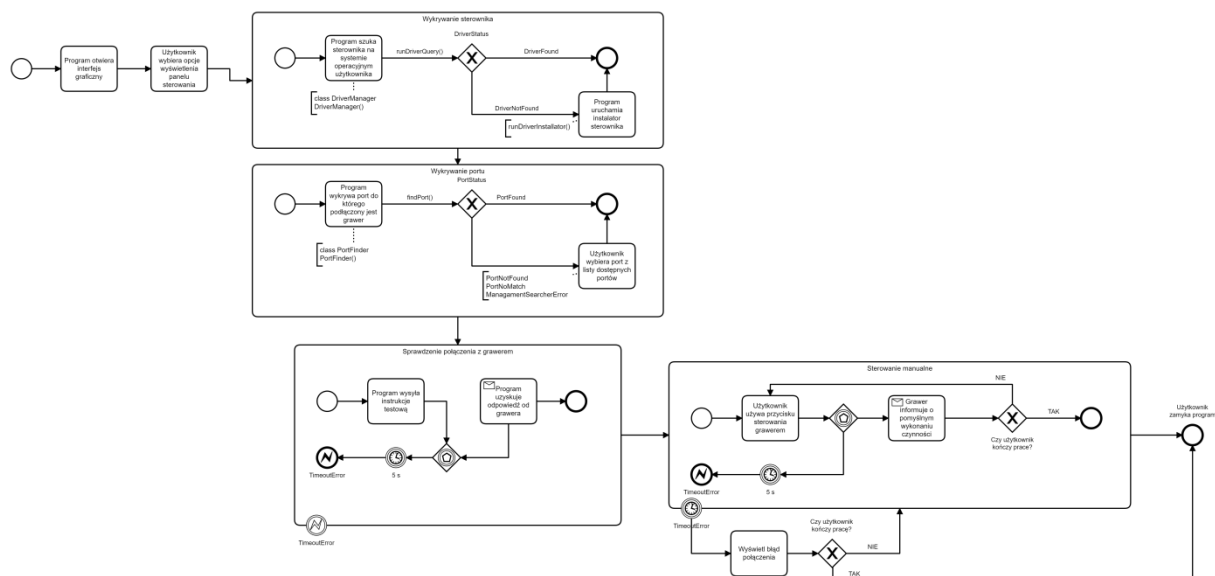 Wykrywanie sterownika
DriverStatus
Program otwiera
interfejs
graficzny
Użytkownik
wybiera opcje
wyświetlenia
panelu
sterowania
Program szuka
sterownika na
systemie
operacyjnym
użytkownika
runDriverQuery()
DriverFound
class DriverManager
DriverManager()
DriverNotFound
Program
uruchamia
instalator
sterownika
runDriverInstallator()
Wykrywanie portu
PortStatus
Program
wykrywa port do
którego
podłączony jest
grawer
findPort()
PortFound
class PortFinder
PortFinder()
Użytkownik
wybiera port z
listy dostępnych
portów
PortNotFound
PortNoMatch
ManagamentSearcherError
Sprawdzenie połączenia z grawerem
Program wysyła
instrukcje
testową
Program
uzyskuje
odpowiedź od
grawera
TimeoutError
5 s
TimeoutError
Sterowanie manualne
NIE
Użytkownik
używa przycisku
sterowania
grawerem
Grawer
informuje o
pomyślnym
wykonaniu
czynności
TAK
Czy użytkownik
kończy prace?
TimeoutError
5 s
TimeoutError
Użytkownik
zamyka program
Wyświetl błąd
połączenia
Czy użytkownik
kończy pracę?
NIE
TAK